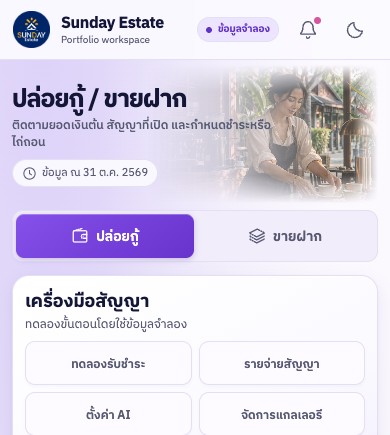 SUNDAY
Estate
Sunday Estate
Portfolio workspace
ข้อมูลจำลอง
ปล่อยกู้ / ขายฝาก
ติดตามยอดเงินต้น สัญญาที่เปิด และกำหนดชำระหรือ
ไถ่ถอน
ข้อมูล ณ 31 ต.ค. 2569
ปล่อยกู้
ขายฝาก
เครื่องมือสัญญา
ทดลองขั้นตอนโดยใช้ข้อมูลจำลอง
ทดลองรับชำระ
รายจ่ายสัญญา
ตั้งค่า AI
จัดการแกลเลอรี